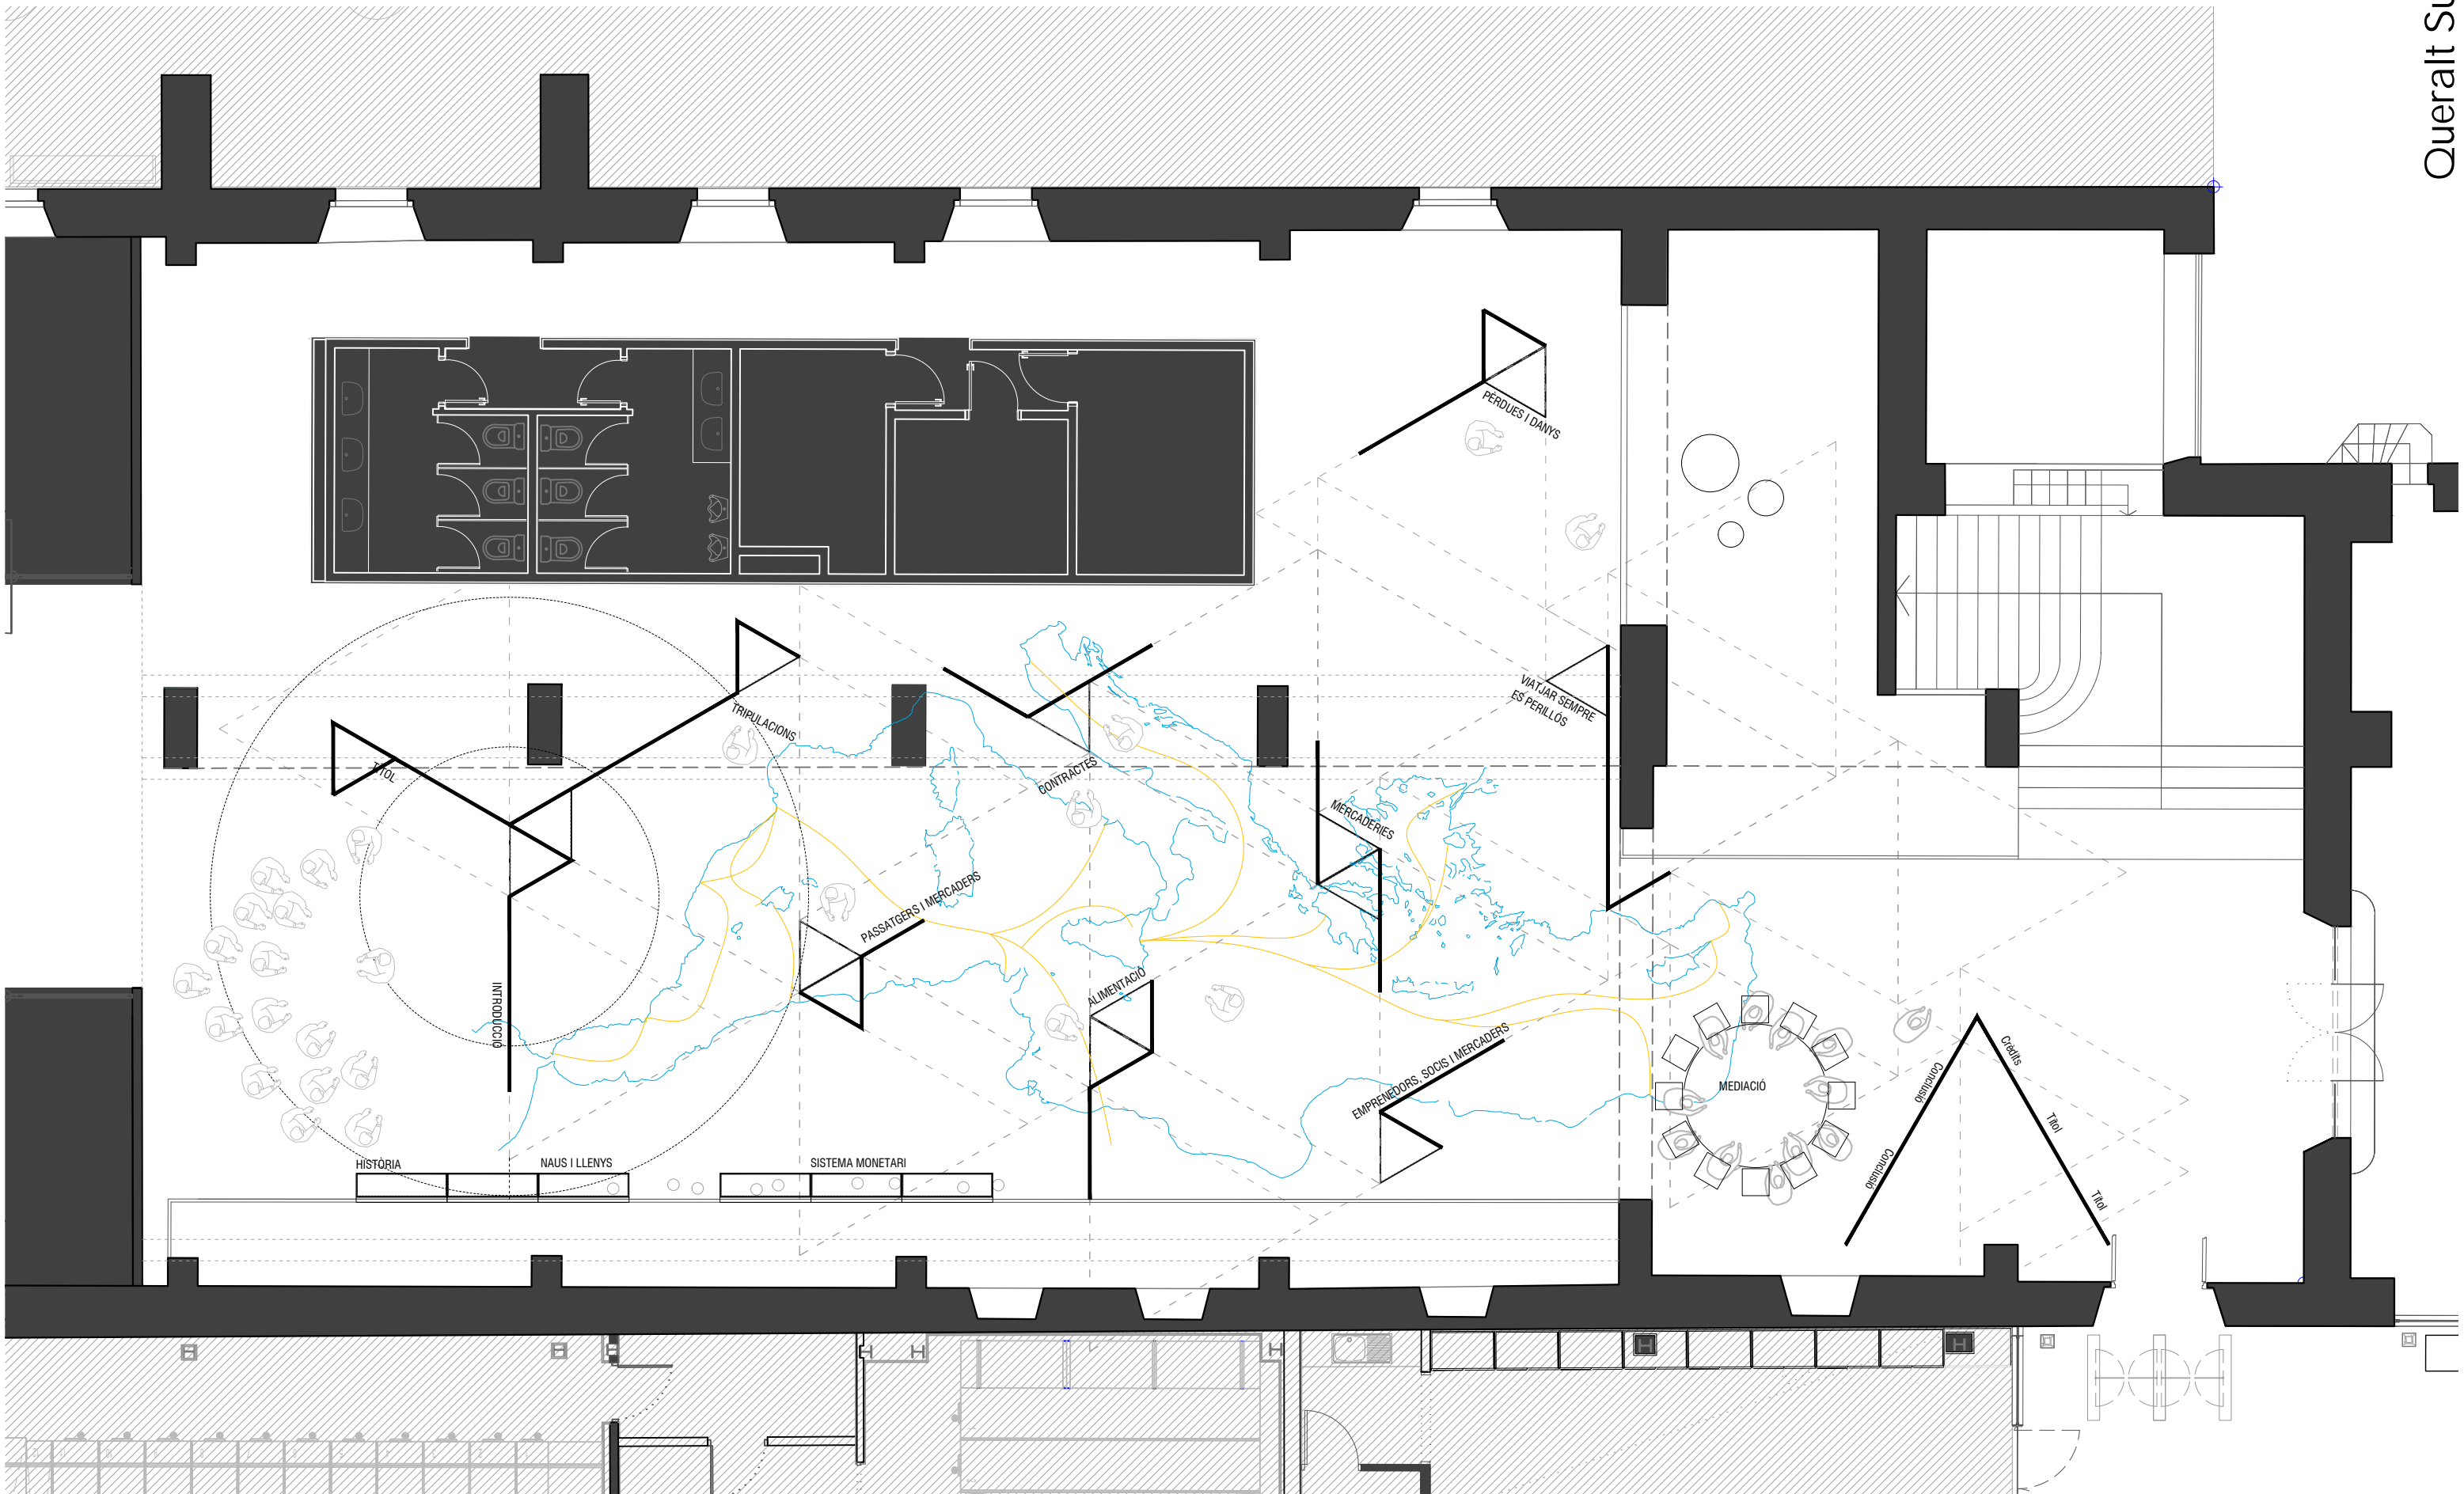 Queralt Su
PÈRDUES I DANYS
VIATJAR SEMPRE
ES PERILLÓS
TRIPULACIONS
TÍTOL
CONTRACTES
MERCADERIES
PASSATGERS I MERCADERS
INTRODUCCIÓ
ALIMENTACIÓ
EMPRENEDORS, SOCIS I MERCADERS
MEDIACIÓ
Conclusió
Conclusió
Crèdits
Títol
Títol
HISTÒRIA
NAUS I LLENYS
SISTEMA MONETARI